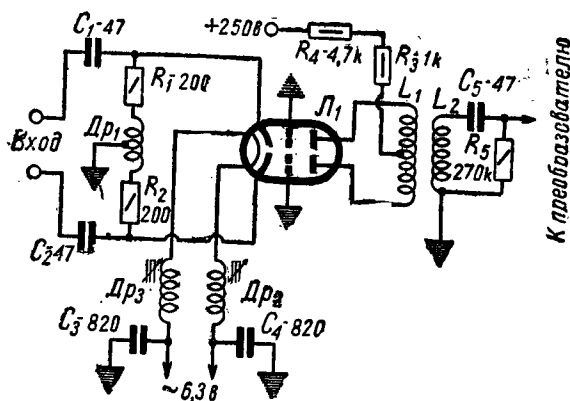 C₁-47
+250в
R₄-4,7k
R₃-1k
R₁-200
Л₁
L₁
L₂
C₅-47
Вход
Др₁
R₂
200
R₅
270k
К преобразователю
C₂-47
Др₃
Др₂
C₃-820
C₄-820
~6,3в